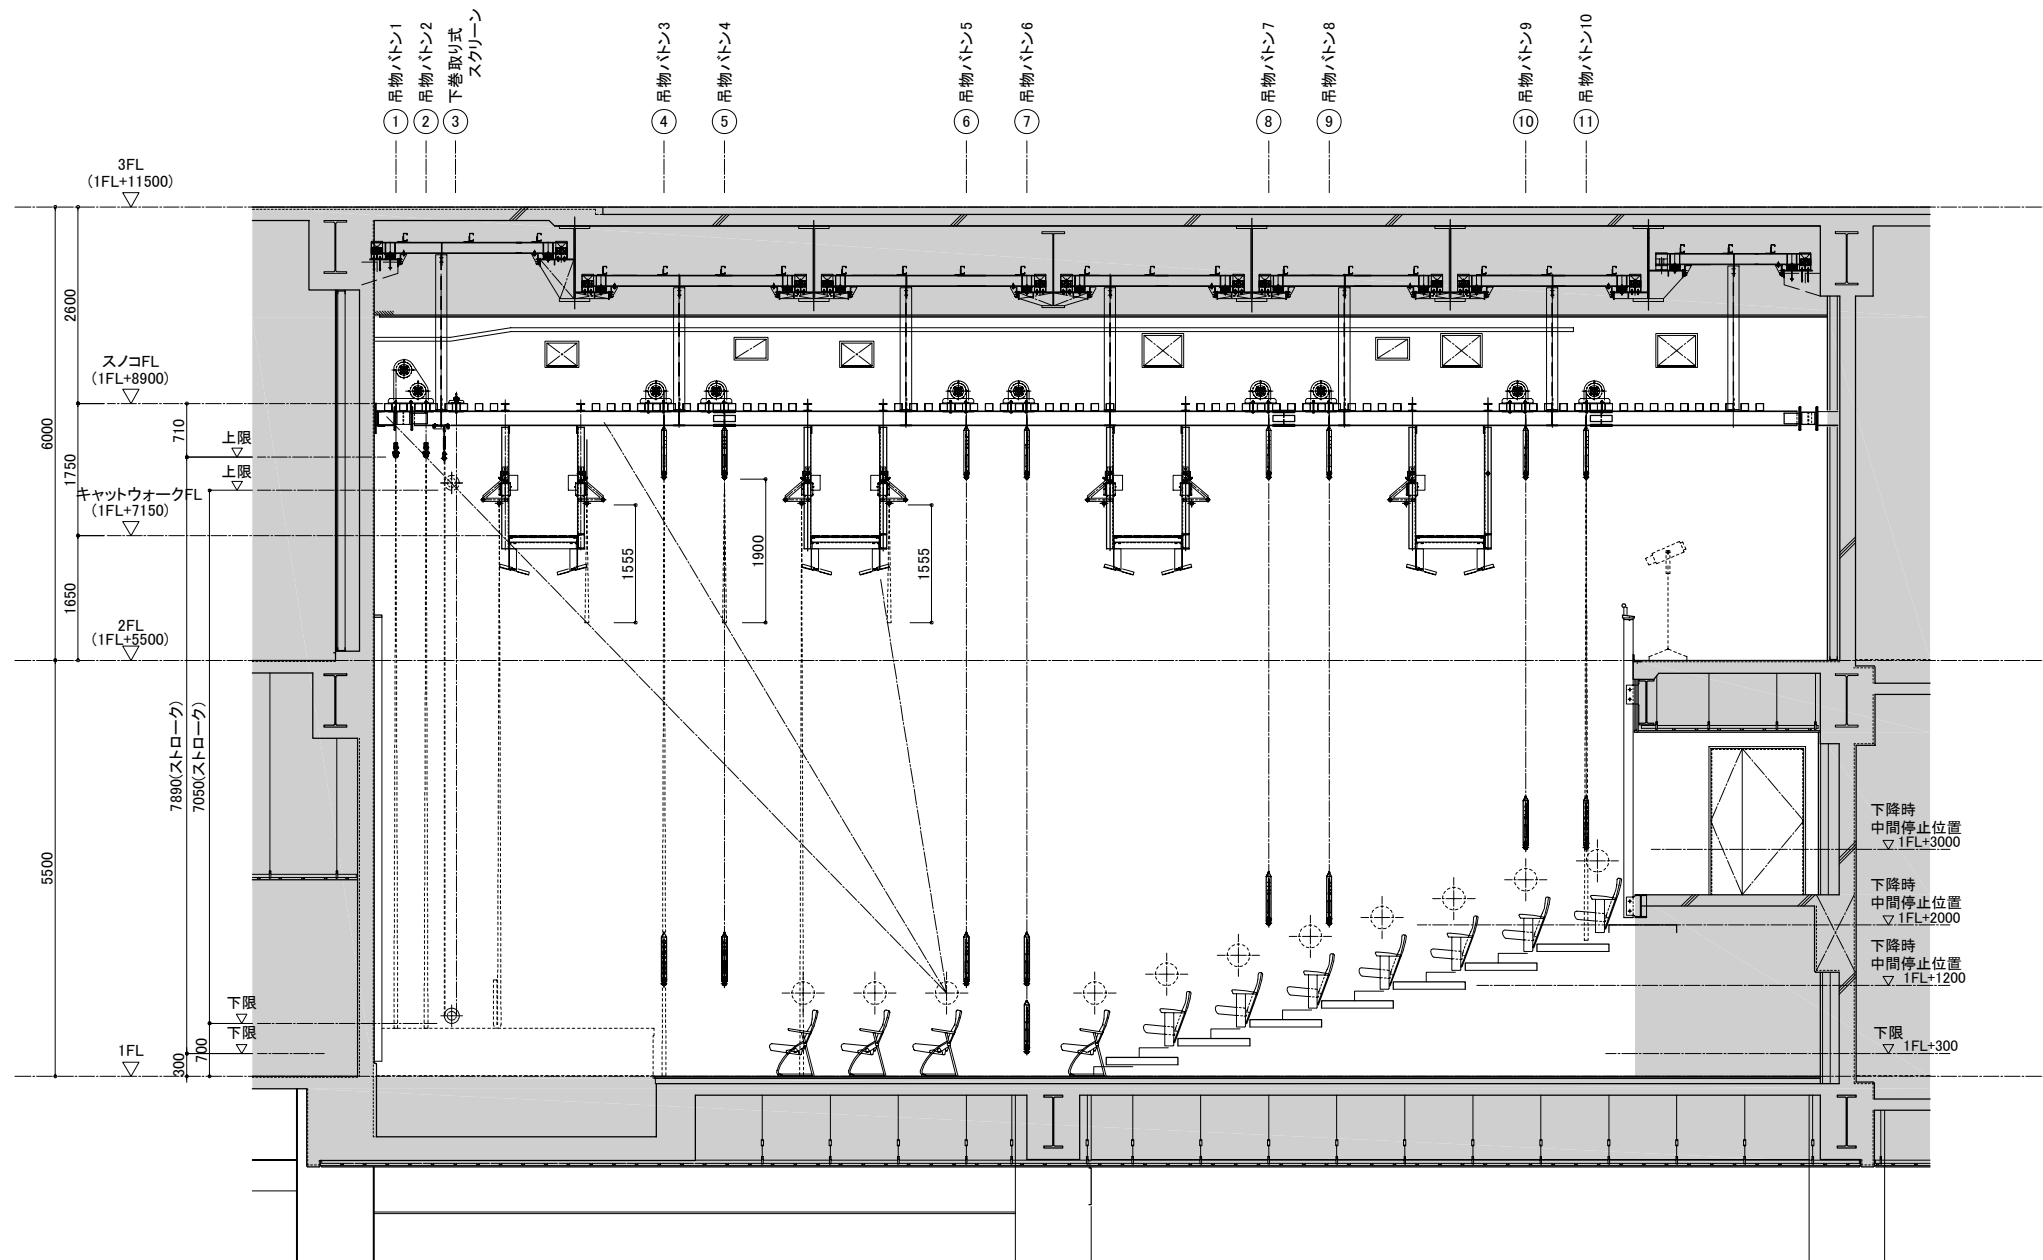 吊物バトン1
吊物バトン2
下巻取り式
スクリーン
吊物バトン3
吊物バトン4
吊物バトン5
吊物バトン6
吊物バトン7
吊物バトン8
吊物バトン9
吊物バトン10
1
2
3
4
5
6
7
8
9
10
11
3FL
(1FL+11500)
2600
スノコFL
(1FL+8900)
6000
710
1750
上限
上限
キャットウォークFL
(1FL+7150)
1555
1900
1555
1650
2FL
(1FL+5500)
7890(ストローク)
7050(ストローク)
5500
下降時
中間停止位置
1FL+3000
下降時
中間停止位置
1FL+2000
下降時
中間停止位置
1FL+1200
下限
下限
下限
1FL+300
1FL
300
700